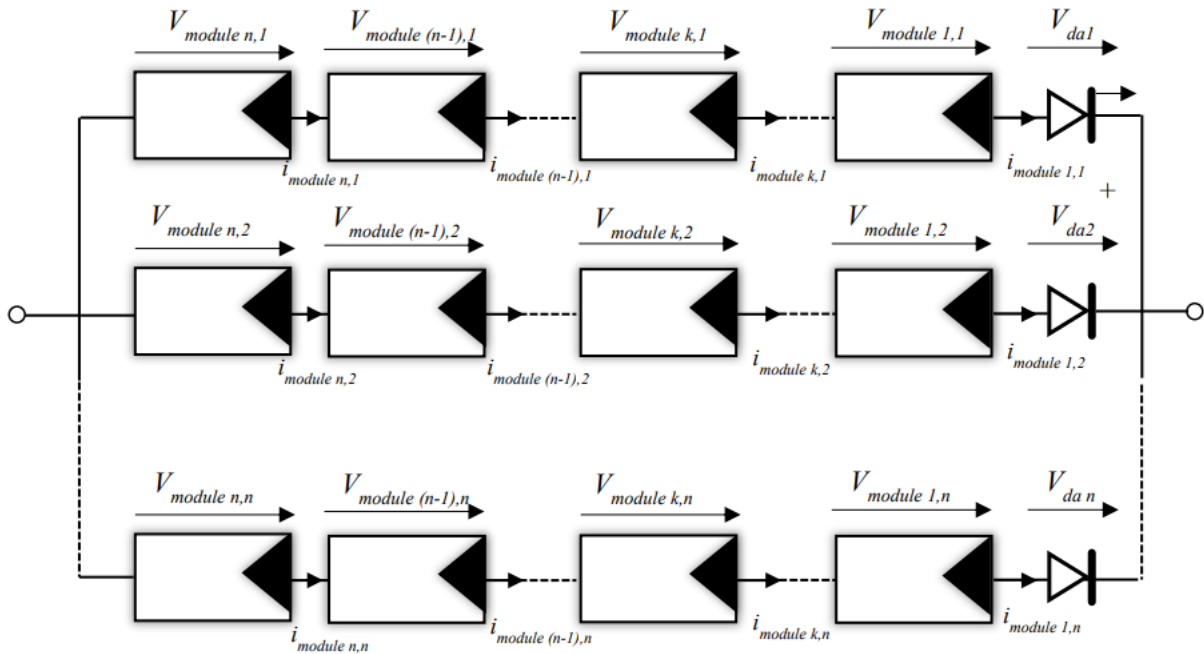 V module n,1 V module (n-1),1 V module k,1 V module 1,1 V da1
i module n,1 i module (n-1),1 i module k,1 i module 1,1
+
V module n,2 V module (n-1),2 V module k,2 V module 1,2 V da2
i module n,2 i module (n-1),2 i module k,2 i module 1,2
V module n,n V module (n-1),n V module k,n V module 1,n V da n
i module n,n i module (n-1),n i module k,n i module 1,n